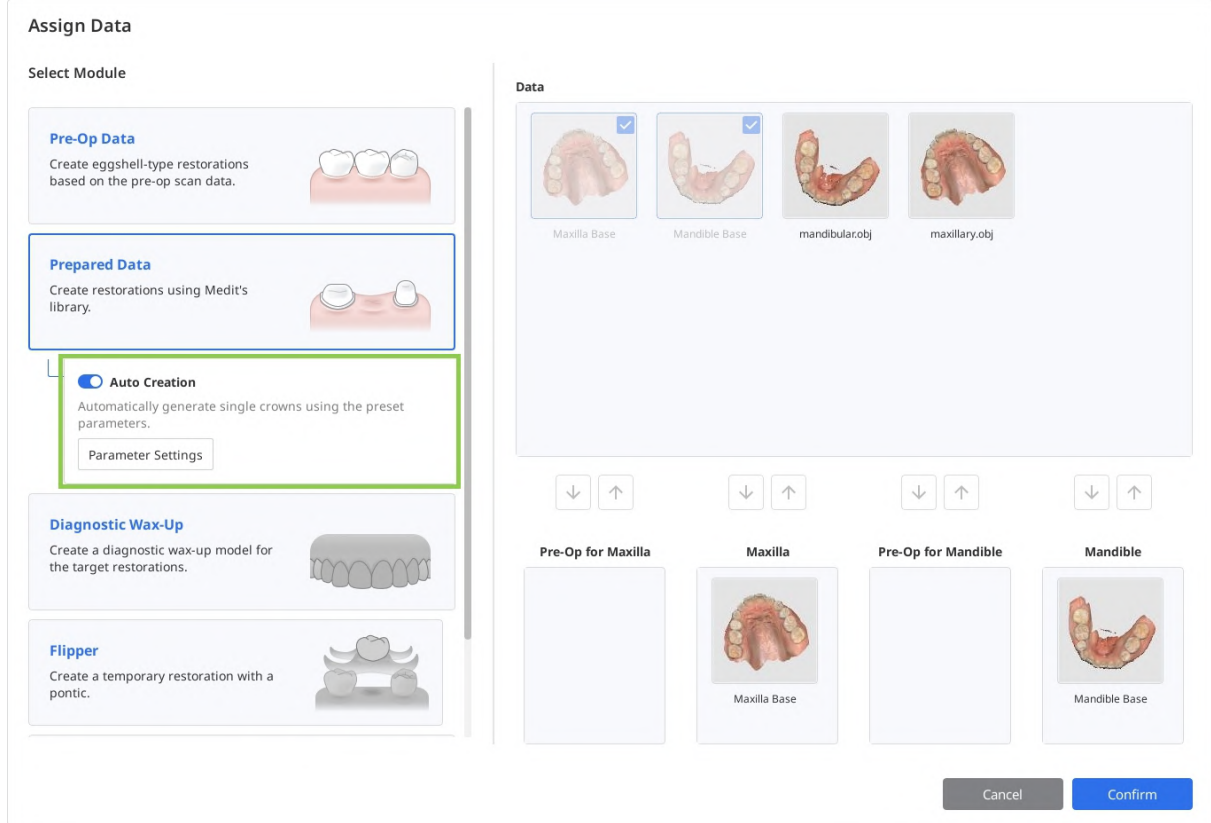 Assign Data
Select Module
Pre-Op Data
Create eggshell-type restorations
based on the pre-op scan data.
Prepared Data
Create restorations using Medit's
library.
Auto Creation
Automatically generate single crowns using the preset
parameters.
Parameter Settings
Diagnostic Wax-Up
Create a diagnostic wax-up model for
the target restorations.
Flipper
Create a temporary restoration with a
pontic.
Data
Maxilla Base
Mandible Base
mandibular.obj
maxillary.obj
Pre-Op for Maxilla
Maxilla
Pre-Op for Mandible
Mandible
Maxilla Base
Mandible Base
Cancel
Confirm